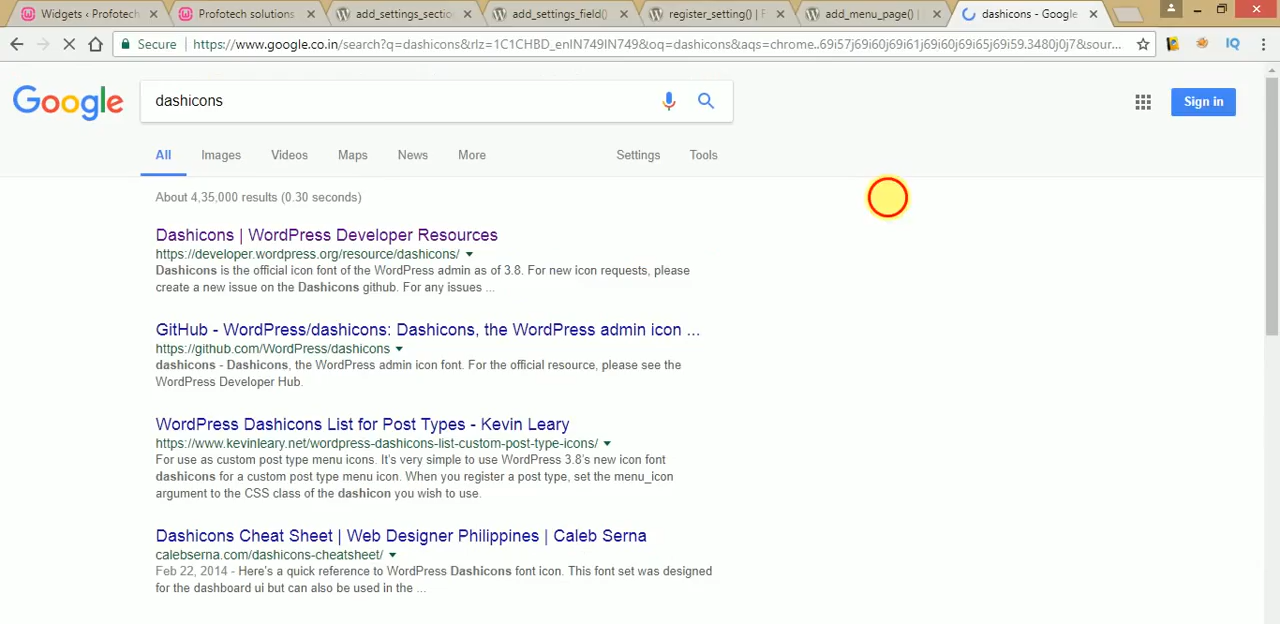 Widgets ‹ Profotech
Profotech solutions
add_settings_sectio
add_settings_field()
register_setting() | F
add_menu_page() |
dashicons - Google
Secure https://www.google.co.in/search?q=dashicons&rlz=1C1CHBD_enIN749IN749&oq=dashicons&aqs=chrome..69i57j69i60j69i61j69i60j69i65j69i59.3480j0j7&sour...
IQ
Google
dashicons
Sign in
All Images Videos Maps News More Settings Tools
About 4,35,000 results (0.30 seconds)
Dashicons | WordPress Developer Resources
https://developer.wordpress.org/resource/dashicons/
Dashicons is the official icon font of the WordPress admin as of 3.8. For new icon requests, please
create a new issue on the Dashicons github. For any issues ...
GitHub - WordPress/dashicons: Dashicons, the WordPress admin icon ...
https://github.com/WordPress/dashicons
dashicons - Dashicons, the WordPress admin icon font. For the official resource, please see the
WordPress Developer Hub.
WordPress Dashicons List for Post Types - Kevin Leary
https://www.kevinleary.net/wordpress-dashicons-list-custom-post-type-icons/
For use as custom post type menu icons. It's very simple to use WordPress 3.8's new icon font
dashicons for a custom post type menu icon. When you register a post type, set the menu_icon
argument to the CSS class of the dashicon you wish to use.
Dashicons Cheat Sheet | Web Designer Philippines | Caleb Serna
calebserna.com/dashicons-cheatsheet/
Feb 22, 2014 - Here's a quick reference to WordPress Dashicons font icon. This font set was designed
for the dashboard ui but can also be used in the ...